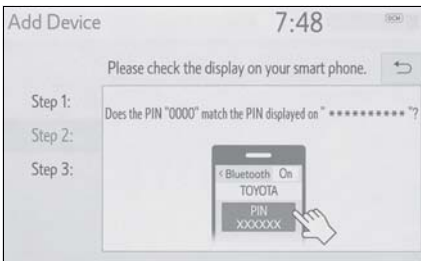 Add Device
7:48
DCM
Please check the display on your smart phone.
Step 1:
Does the PIN "0000" match the PIN displayed on " ********** "?
Step 2:
Step 3:
< Bluetooth On
TOYOTA
PIN
XXXXXX